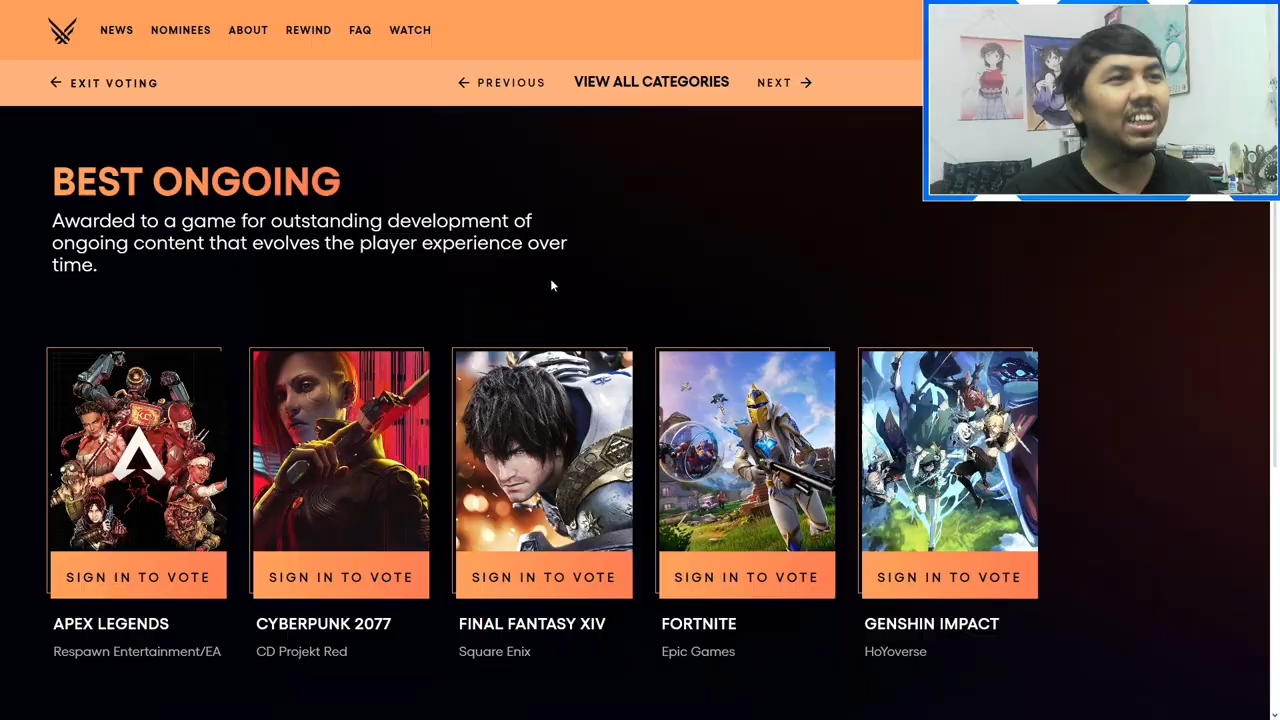 NEWS NOMINEES ABOUT REWIND FAQ WATCH
EXIT VOTING
PREVIOUS VIEW ALL CATEGORIES NEXT
BEST ONGOING
Awarded to a game for outstanding development of
ongoing content that evolves the player experience over
time.
SIGN IN TO VOTE SIGN IN TO VOTE SIGN IN TO VOTE SIGN IN TO VOTE SIGN IN TO VOTE
APEX LEGENDS CYBERPUNK 2077 FINAL FANTASY XIV FORTNITE GENSHIN IMPACT
Respawn Entertainment/EA CD Projekt Red Square Enix Epic Games HoYoverse